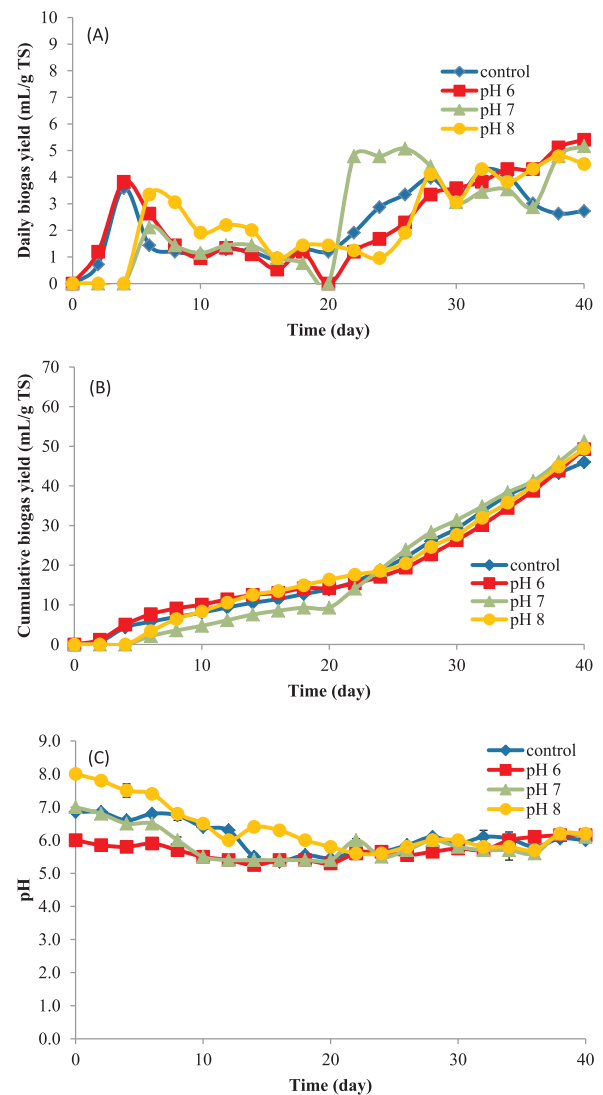 (A)
Daily biogas yield (mL/g TS)
10
9
8
7
6
5
4
3
2
1
0
control
pH 6
pH 7
pH 8
0 10 20 30 40
Time (day)
(B)
Cumulative biogas yield (mL/g TS)
70
60
50
40
30
20
10
0
control
pH 6
pH 7
pH 8
0 10 20 30 40
Time (day)
(C)
pH
9.0
8.0
7.0
6.0
5.0
4.0
3.0
2.0
1.0
0.0
control
pH 6
pH 7
pH 8
0 10 20 30 40
Time (day)